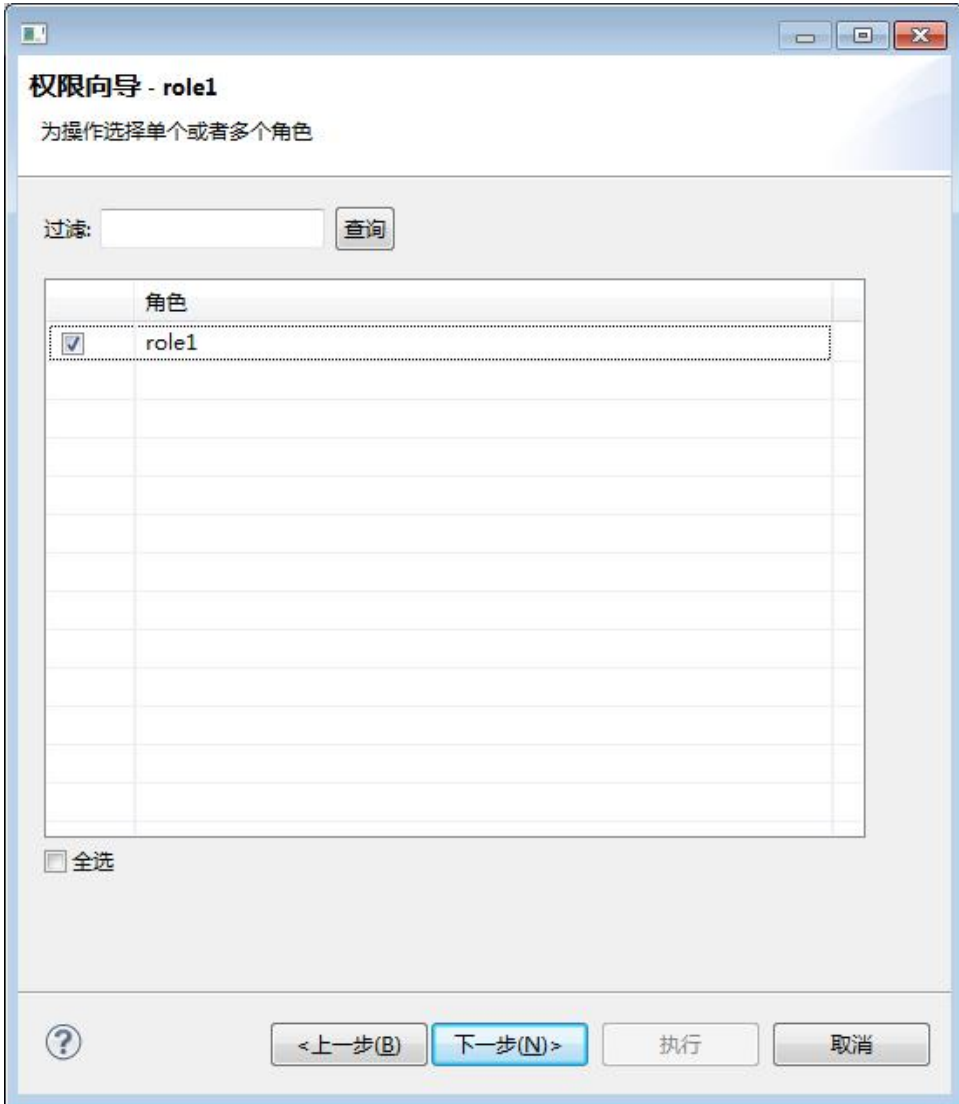 权限向导 - role1
为操作选择单个或者多个角色
过滤:
查询
角色
role1
全选
<上一步(B) 下一步(N)> 执行 取消